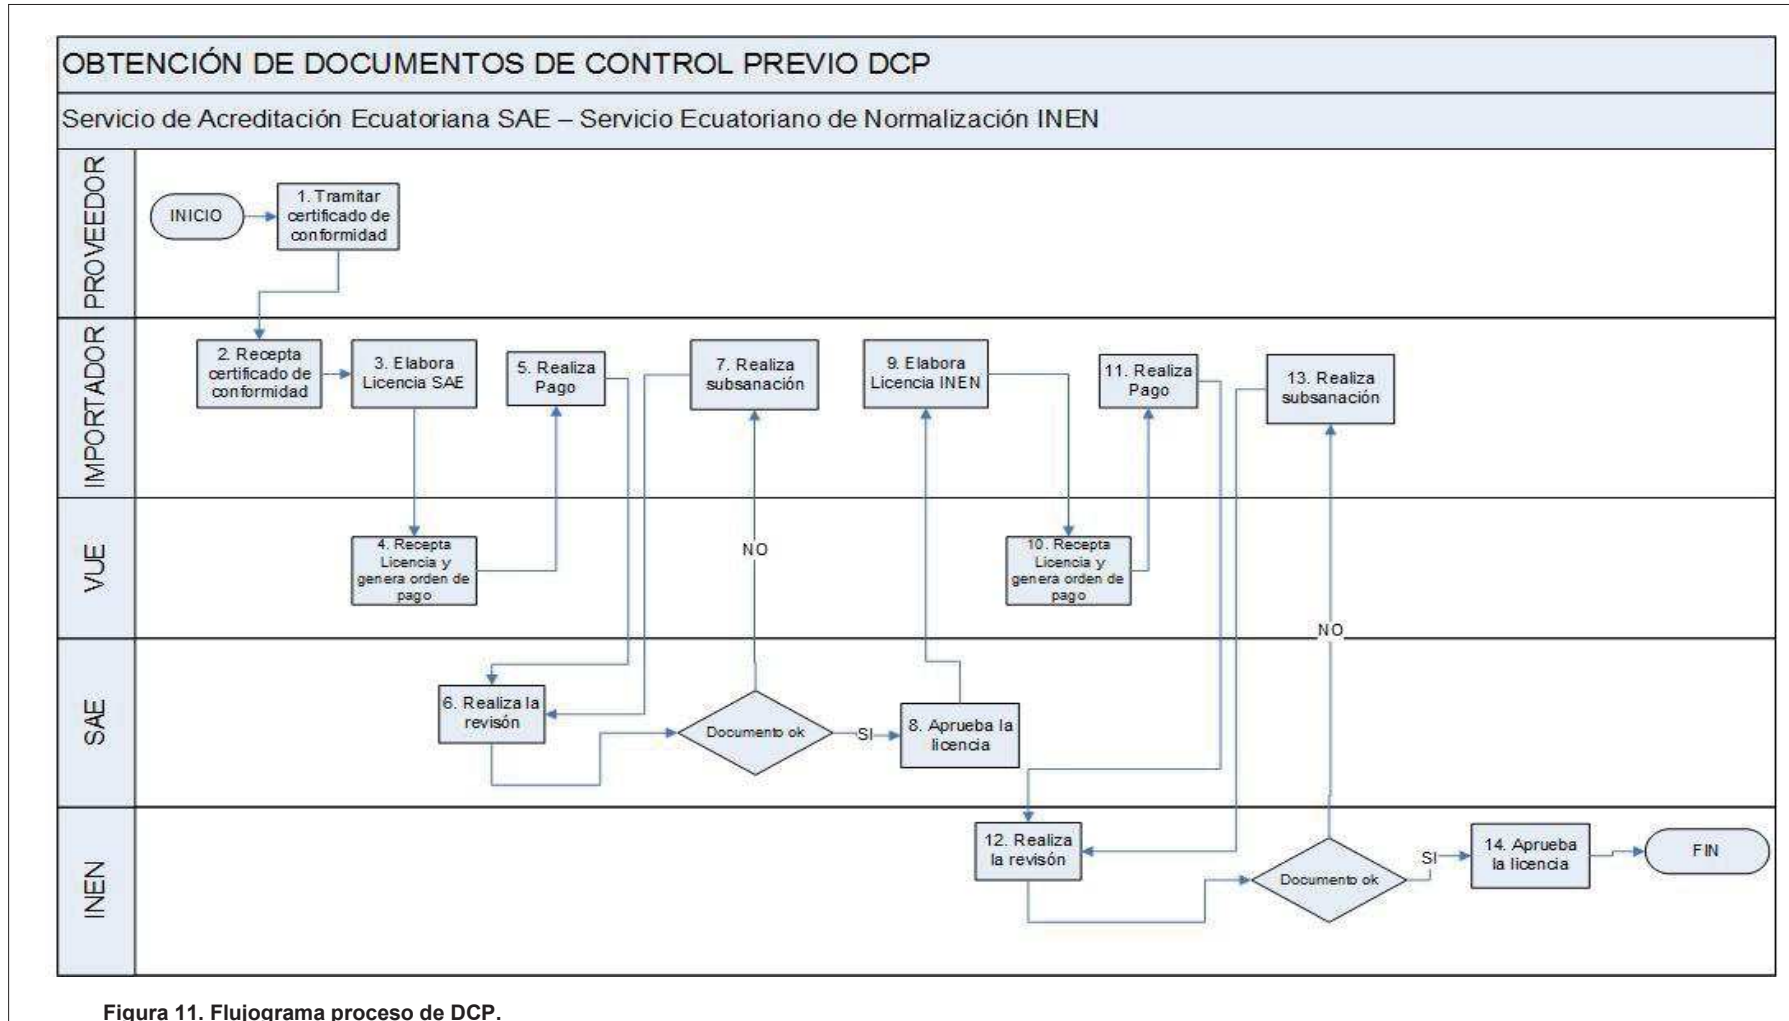 OBTENCIÓN DE DOCUMENTOS DE CONTROL PREVIO DCP
Servicio de Acreditación Ecuatoriana SAE – Servicio Ecuatoriano de Normalización INEN
PROVEEDOR
INICIO
1. Tramitar
certificado de
conformidad
IMPORTADOR
2. Recepta
certificado de
conformidad
3. Elabora
Licencia SAE
5. Realiza
Pago
7. Realiza
subsanación
9. Elabora
Licencia INEN
11. Realiza
Pago
13. Realiza
subsanación
VUE
4. Recepta
Licencia y
genera orden de
pago
NO
10. Recepta
Licencia y
genera orden de
pago
NO
SAE
6. Realiza la
revisón
Documento ok
SI
8. Aprueba la
licencia
INEN
12. Realiza
la revisón
Documento ok
SI
14. Aprueba
la licencia
FIN
Figura 11. Flujograma proceso de DCP.